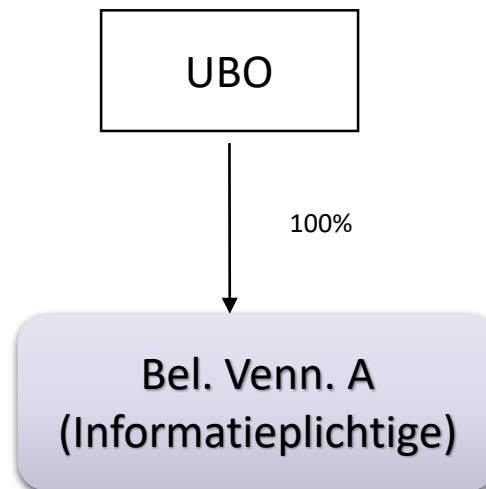 UBO
100%
Bel. Venn. A
(Informatieplichtige)